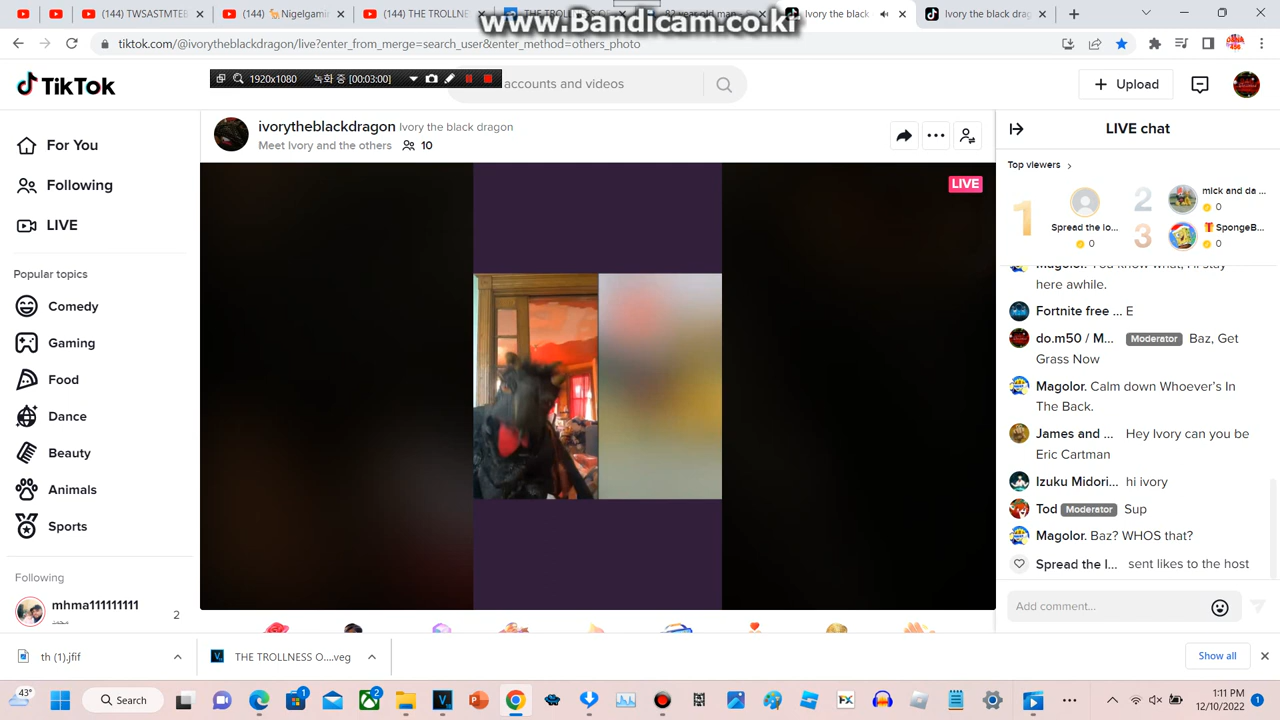 (144) TWSASTMTEB
(244) Nigelgamin
(144) THE TROLLNE
Ivory the black
Ivory the black drag
www.Bandicam.co.kr
tiktok.com/@ivorytheblackdragon/live?enter_from_merge=search_user&enter_method=others_photo
TikTok
1920x1080 녹화 중 [00:03:00]
accounts and videos
Upload
For You
Following
LIVE
Popular topics
Comedy
Gaming
Food
Dance
Beauty
Animals
Sports
Following
mhma111111111
محمد
2
ivorytheblackdragon Ivory the black dragon
Meet Ivory and the others 10
LIVE
LIVE chat
Top viewers
1
Spread the lo...
0
2
mick and da ...
0
3
SpongeB...
0
Magolor. You know what, I'll stay
here awhile.
Fortnite free ... E
do.m50 / M... Moderator Baz, Get
Grass Now
Magolor. Calm down Whoever's In
The Back.
James and ... Hey Ivory can you be
Eric Cartman
Izuku Midori... hi ivory
Tod Moderator Sup
Magolor. Baz? WHOS that?
Spread the l... sent likes to the host
Add comment...
th (1).jfif
THE TROLLNESS O....veg
Show all
43°
Search
1
2
1:11 PM
12/10/2022
1